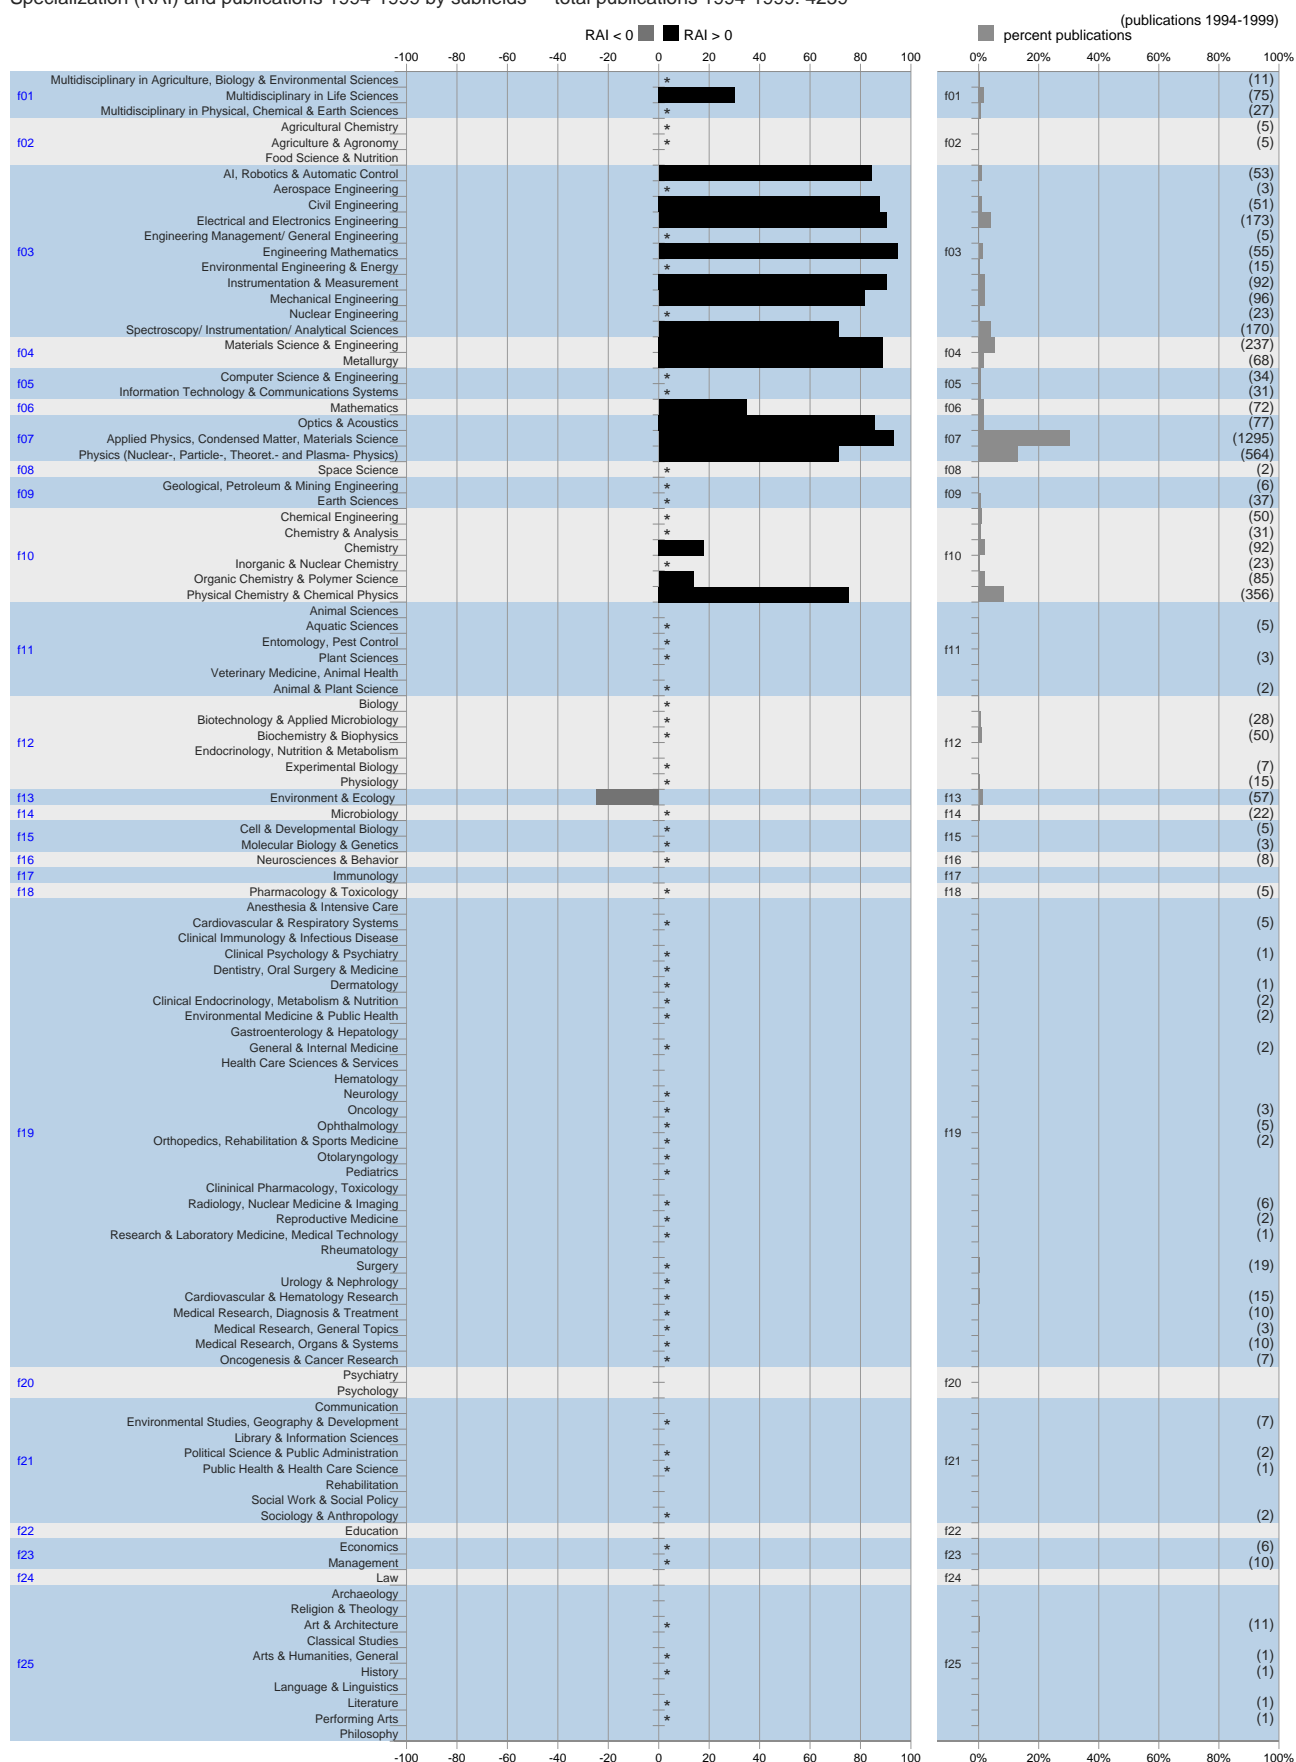 Specialization (RAI) and publications 1994-1999 by subfields total publications 1994-1999: 4239
(publications 1994-1999)
RAI < 0 RAI > 0 percent publications
-100 -80 -60 -40 -20 0 20 40 60 80 100 0% 20% 40% 60% 80% 100%
Multidisciplinary in Agriculture, Biology & Environmental Sciences * (11)
f01 Multidisciplinary in Life Sciences f01 (75)
Multidisciplinary in Physical, Chemical & Earth Sciences * (27)
Agricultural Chemistry * (5)
f02 Agriculture & Agronomy * f02 (5)
Food Science & Nutrition
AI, Robotics & Automatic Control (53)
Aerospace Engineering * (3)
Civil Engineering (51)
Electrical and Electronics Engineering (173)
Engineering Management/ General Engineering * (5)
f03 Engineering Mathematics f03 (55)
Environmental Engineering & Energy * (15)
Instrumentation & Measurement (92)
Mechanical Engineering (96)
Nuclear Engineering * (23)
Spectroscopy/ Instrumentation/ Analytical Sciences (170)
Materials Science & Engineering (237)
f04 Metallurgy f04 (68)
Computer Science & Engineering * (34)
f05 Information Technology & Communications Systems * f05 (31)
f06 Mathematics f06 (72)
Optics & Acoustics (77)
f07 Applied Physics, Condensed Matter, Materials Science f07 (1295)
Physics (Nuclear-, Particle-, Theoret.- and Plasma- Physics) (564)
f08 Space Science * f08 (2)
Geological, Petroleum & Mining Engineering * (6)
f09 Earth Sciences * f09 (37)
Chemical Engineering * (50)
Chemistry & Analysis * (31)
f10 Chemistry f10 (92)
Inorganic & Nuclear Chemistry * (23)
Organic Chemistry & Polymer Science (85)
Physical Chemistry & Chemical Physics (356)
Animal Sciences
Aquatic Sciences * (5)
Entomology, Pest Control *
f11 Plant Sciences * f11 (3)
Veterinary Medicine, Animal Health
Animal & Plant Science * (2)
Biology *
Biotechnology & Applied Microbiology * (28)
Biochemistry & Biophysics * (50)
f12 Endocrinology, Nutrition & Metabolism f12
Experimental Biology * (7)
Physiology * (15)
f13 Environment & Ecology f13 (57)
f14 Microbiology * f14 (22)
Cell & Developmental Biology * (5)
f15 Molecular Biology & Genetics * f15 (3)
f16 Neurosciences & Behavior * f16 (8)
f17 Immunology f17
f18 Pharmacology & Toxicology * f18 (5)
Anesthesia & Intensive Care
Cardiovascular & Respiratory Systems * (5)
Clinical Immunology & Infectious Disease
Clinical Psychology & Psychiatry * (1)
Dentistry, Oral Surgery & Medicine *
Dermatology * (1)
Clinical Endocrinology, Metabolism & Nutrition * (2)
Environmental Medicine & Public Health * (2)
Gastroenterology & Hepatology
General & Internal Medicine * (2)
Health Care Sciences & Services
Hematology
Neurology *
Oncology * (3)
f19 Ophthalmology * f19 (5)
Orthopedics, Rehabilitation & Sports Medicine * (2)
Otolaryngology *
Pediatrics *
Clininical Pharmacology, Toxicology
Radiology, Nuclear Medicine & Imaging * (6)
Reproductive Medicine * (2)
Research & Laboratory Medicine, Medical Technology * (1)
Rheumatology
Surgery * (19)
Urology & Nephrology *
Cardiovascular & Hematology Research * (15)
Medical Research, Diagnosis & Treatment * (10)
Medical Research, General Topics * (3)
Medical Research, Organs & Systems * (10)
Oncogenesis & Cancer Research * (7)
Psychiatry
f20 Psychology f20
Communication
Environmental Studies, Geography & Development * (7)
Library & Information Sciences
f21 Political Science & Public Administration * f21 (2)
Public Health & Health Care Science * (1)
Rehabilitation
Social Work & Social Policy
Sociology & Anthropology * (2)
f22 Education f22
Economics * (6)
f23 Management * f23 (10)
f24 Law f24
Archaeology
Religion & Theology
Art & Architecture * (11)
Classical Studies
f25 Arts & Humanities, General * f25 (1)
History * (1)
Language & Linguistics
Literature * (1)
Performing Arts * (1)
Philosophy
-100 -80 -60 -40 -20 0 20 40 60 80 100 0% 20% 40% 60% 80% 100%